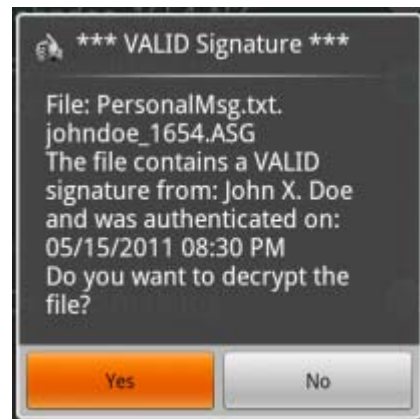 *** VALID Signature ***
File: PersonalMsg.txt.
johndoe_1654.ASG
The file contains a VALID
signature from: John X. Doe
and was authenticated on:
05/15/2011 08:30 PM
Do you want to decrypt the
file?
Yes
No